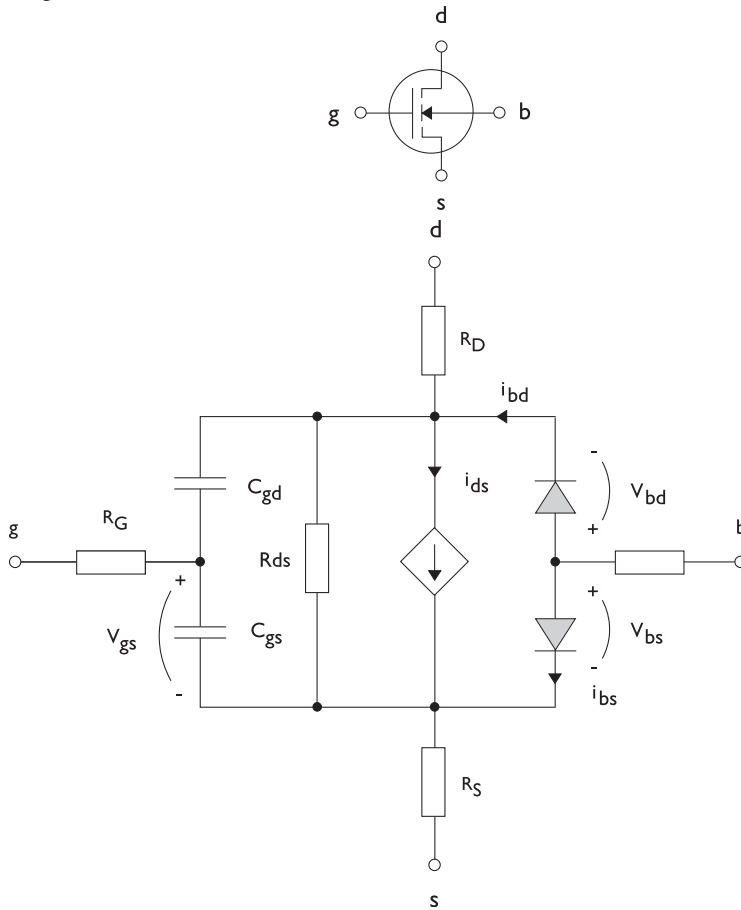 d
g
b
s
d
R_D
i_bd
-
C_gd
i_ds
V_bd
R_G
+
g
Rds
b
+
+
V_gs
C_gs
V_bs
-
-
i_bs
R_S
s